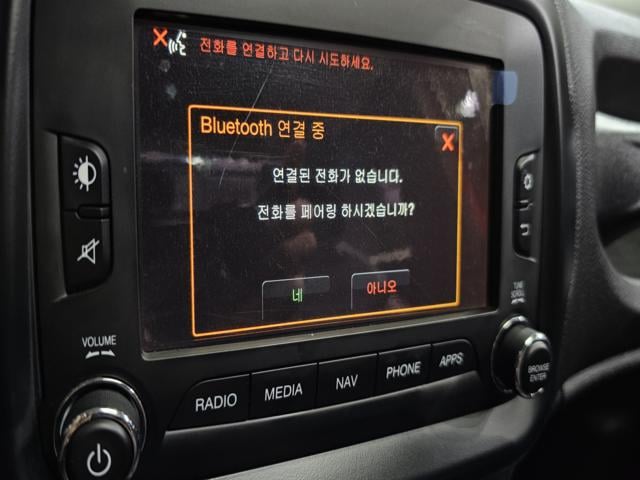 전화를 연결하고 다시 시도하세요.
Bluetooth 연결 중
연결된 전화가 없습니다.
전화를 페어링 하시겠습니까?
네
아니오
VOLUME
TUNE
SCROLL
RADIO
MEDIA
NAV
PHONE
APPS
BROWSE
ENTER